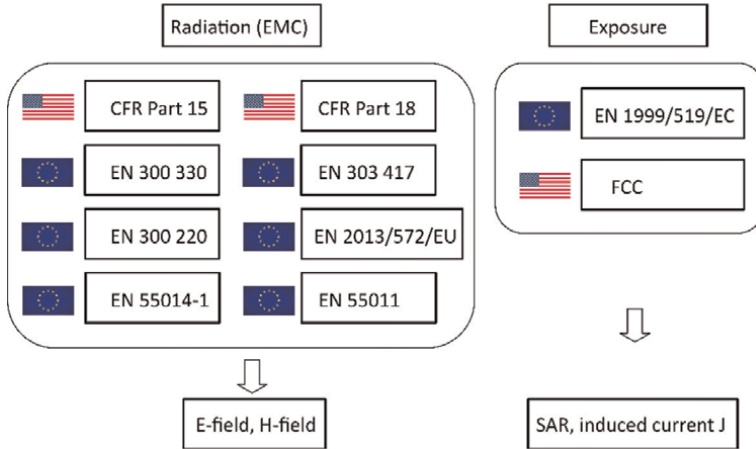 Radiation (EMC)
Exposure
CFR Part 15
CFR Part 18
EN 300 330
EN 303 417
EN 300 220
EN 2013/572/EU
EN 55014-1
EN 55011
EN 1999/519/EC
FCC
E-field, H-field
SAR, induced current J